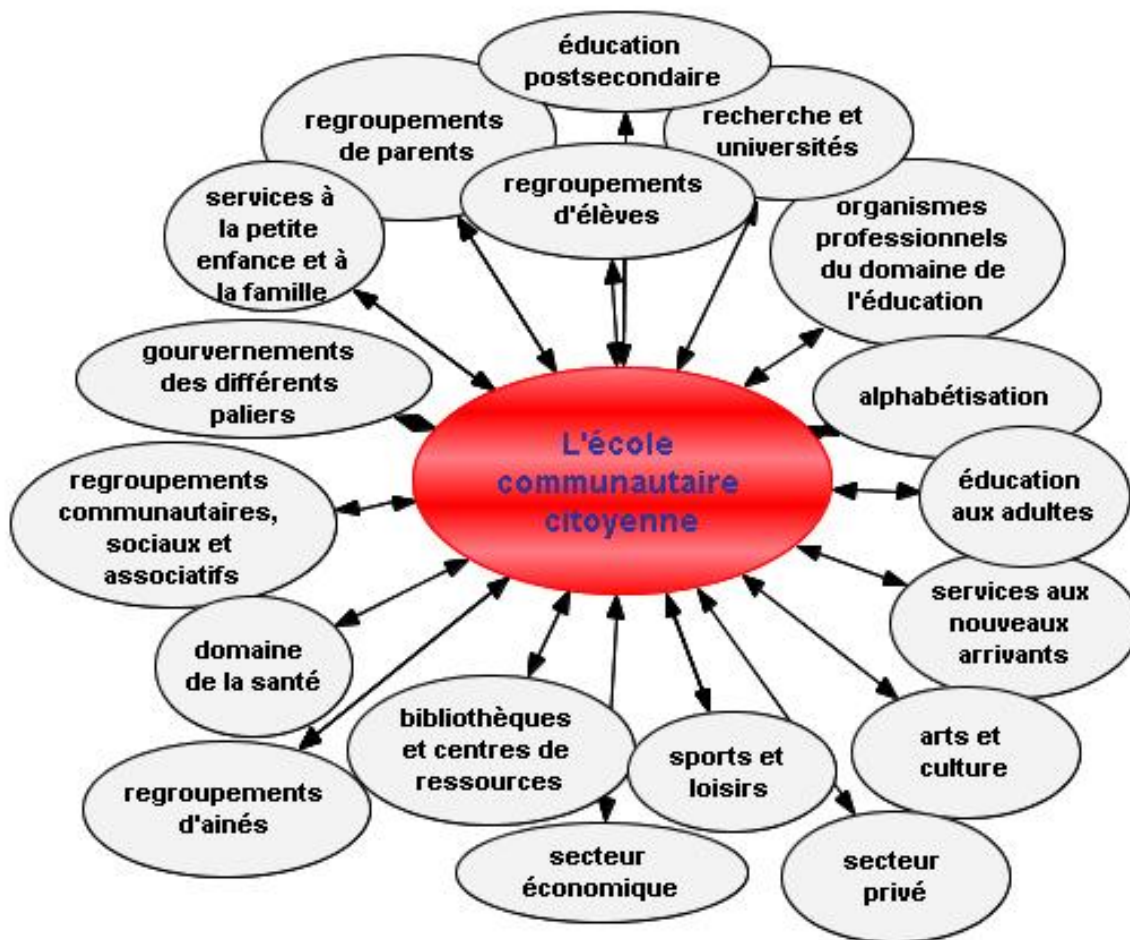 éducation
postsecondaire
regroupements
de parents
recherche et
universités
regroupements
d'élèves
services à
la petite
enfance et à
la famille
organismes
professionnels
du domaine de
l'éducation
gourvernements
des différents
paliers
alphabétisation
L'école
communautaire
citoyenne
regroupements
communautaires,
sociaux et
associatifs
éducation
aux adultes
services aux
nouveaux
arrivants
domaine
de la santé
bibliothèques
et centres de
ressources
sports et
loisirs
arts et
culture
regroupements
d'ainés
secteur
économique
secteur
privé